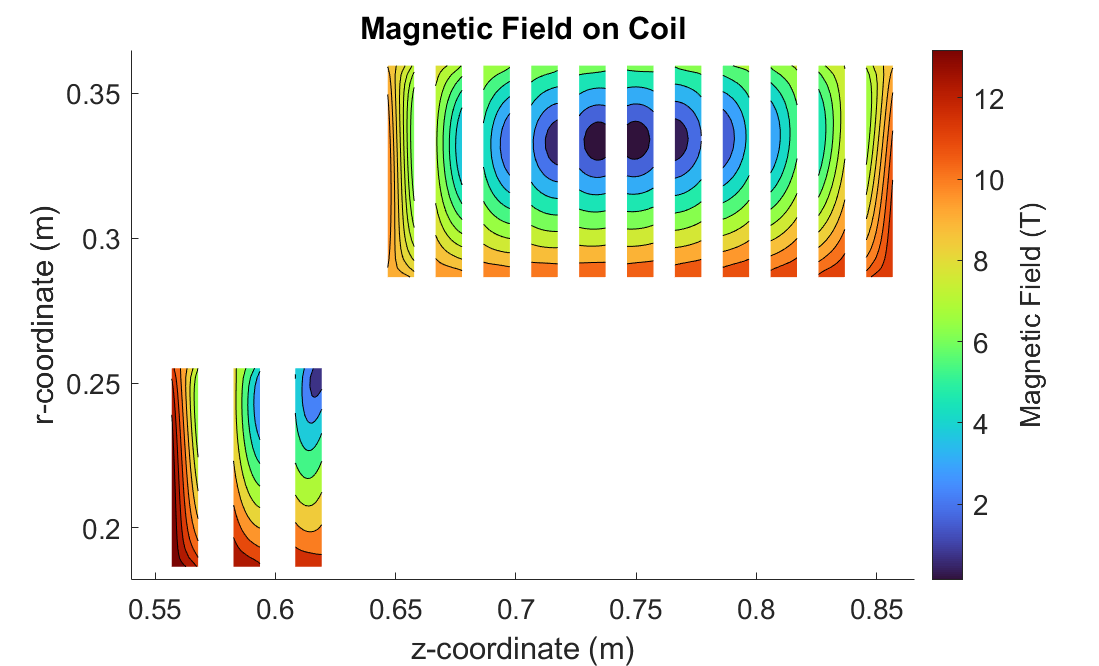 Magnetic Field on Coil
0.35
0.3
0.25
0.2
r-coordinate (m)
0.55 0.6 0.65 0.7 0.75 0.8 0.85
z-coordinate (m)
12
10
8
6
4
2
Magnetic Field (T)